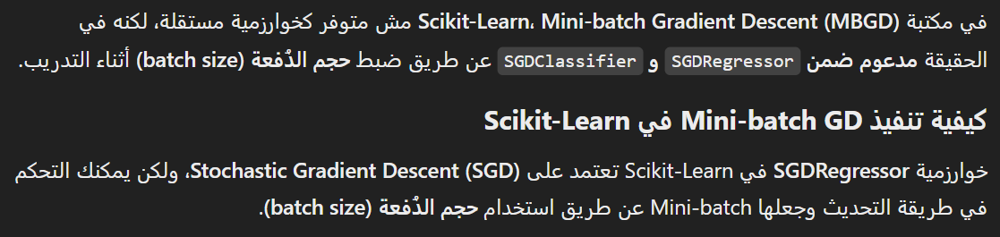 في مكتبة Scikit-Learn، Mini-batch Gradient Descent (MBGD) مش متوفر كخوارزمية مستقلة، لكنه في
الحقيقة مدعوم ضمن SGDRegressor و SGDClassifier عن طريق ضبط حجم الدُفعة (batch size) أثناء التدريب.
كيفية تنفيذ Mini-batch GD في Scikit-Learn
خوارزمية SGDRegressor في Scikit-Learn تعتمد على Stochastic Gradient Descent (SGD)، ولكن يمكنك التحكم
في طريقة التحديث وجعلها Mini-batch عن طريق استخدام حجم الدُفعة (batch size).